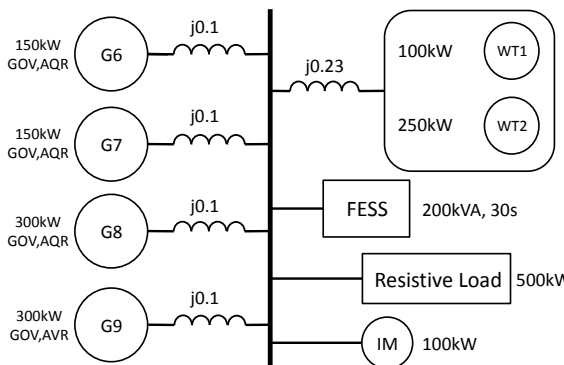 150kW
GOV,AQR
G6
j0.1
150kW
GOV,AQR
G7
j0.1
300kW
GOV,AQR
G8
j0.1
300kW
GOV,AVR
G9
j0.1
j0.23
100kW
WT1
250kW
WT2
FESS
200kVA, 30s
Resistive Load
500kW
IM
100kW